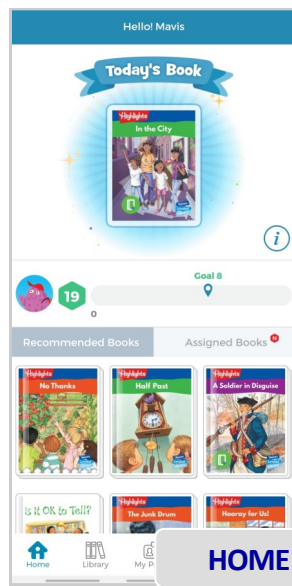 Hello! Mavis
Today's Book
Highlights
In the City
i
Goal 8
19
0
Recommended Books
Assigned Books N
Highlights
No Thanks
Highlights
Half Past
Highlights
A Soldier in Disguise
Is it OK to Tell?
Highlights
The Junk Drum
Highlights
Hooray for Us!
Home
Library
My P
HOME